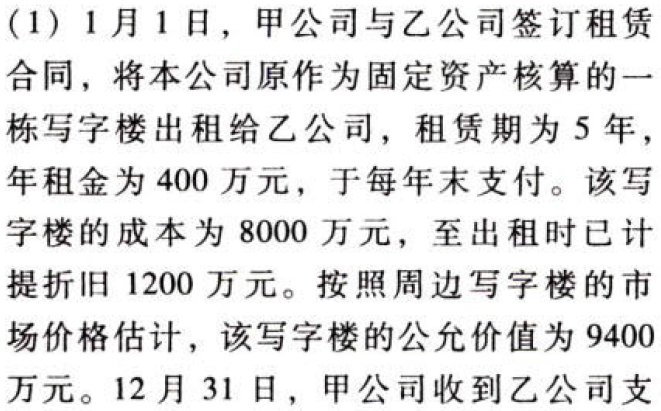 (1) 1月1日，甲公司与乙公司签订租赁
合同，将本公司原作为固定资产核算的一
栋写字楼出租给乙公司，租赁期为5年，
年租金为400万元，于每年末支付。该写
字楼的成本为8000万元，至出租时已计
提折旧1200万元。按照周边写字楼的市
场价格估计，该写字楼的公允价值为9400
万元。12月31日，甲公司收到乙公司支